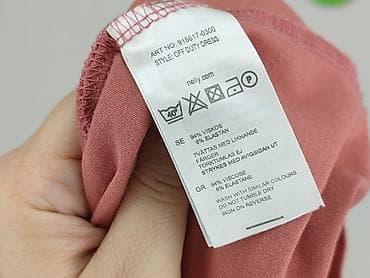 ART NO: 916617-0300
STYLE: OFF DUTY DRESS
nelly.com
40°
P
SE 94% VISKOS
6% ELASTAN
TVÄTTAS MED LIKNANDE
FÄRGER
TORKTUMLAS EJ
STRYKES MED AVIGSIDAN UT
GR 94% VISCOSE
6% ELASTANE
WASH WITH SIMILAR COLOURS
DO NOT TUMBLE DRY
IRON ON REVERSE